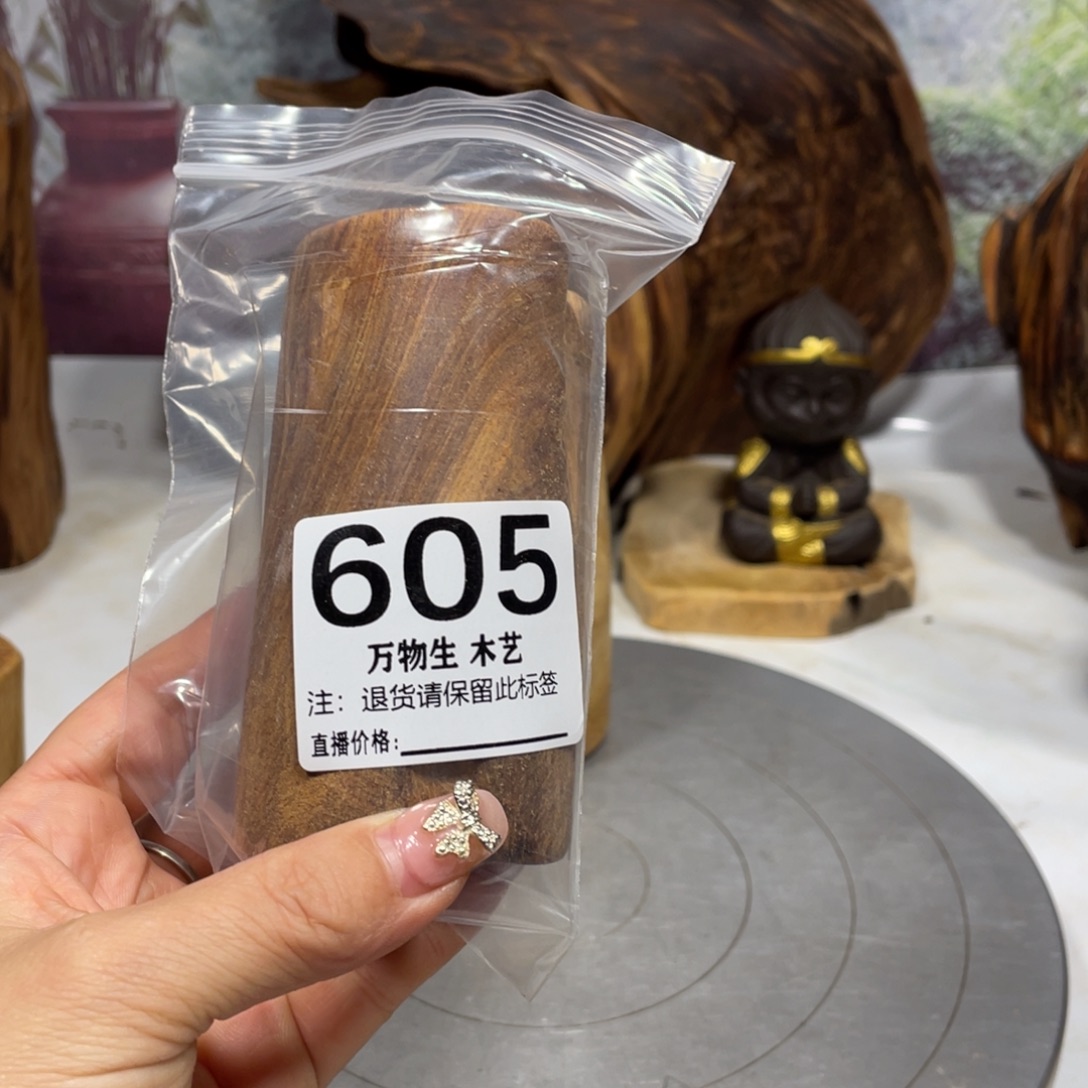 605
万物生 木艺
注：退货请保留此标签
直播价格: